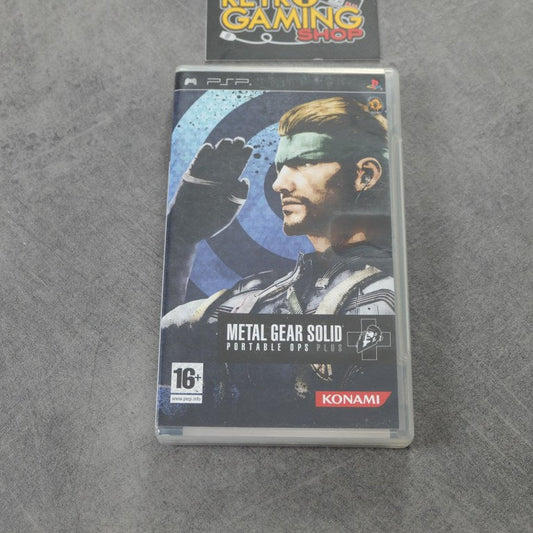 RETRO
GAMING
SHOP
PSP
METAL GEAR SOLID
PORTABLE OPS PLUS
16+
www.pegi.info
KONAMI